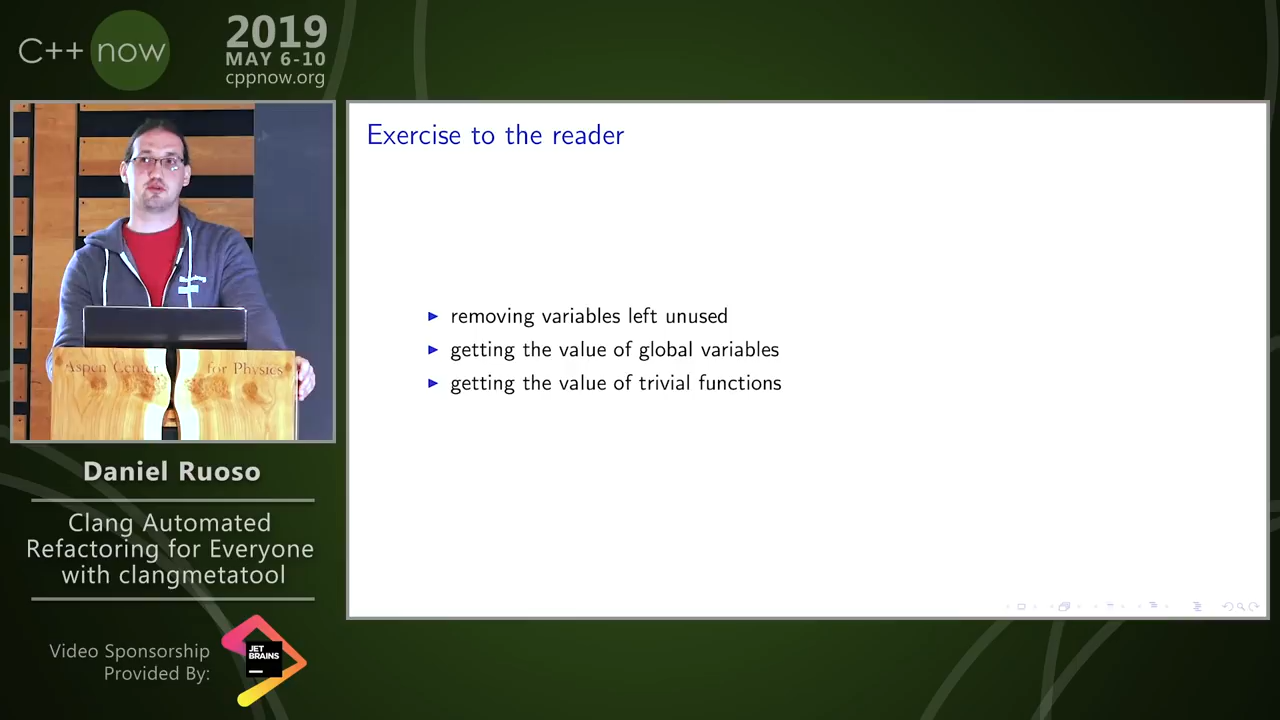 C++ now
2019
MAY 6-10
cppnow.org
Exercise to the reader
removing variables left unused
getting the value of global variables
getting the value of trivial functions
Aspen Center for Physics
Daniel Ruoso
Clang Automated
Refactoring for Everyone
with clangmetatool
Video Sponsorship
Provided By:
JET
BRAINS